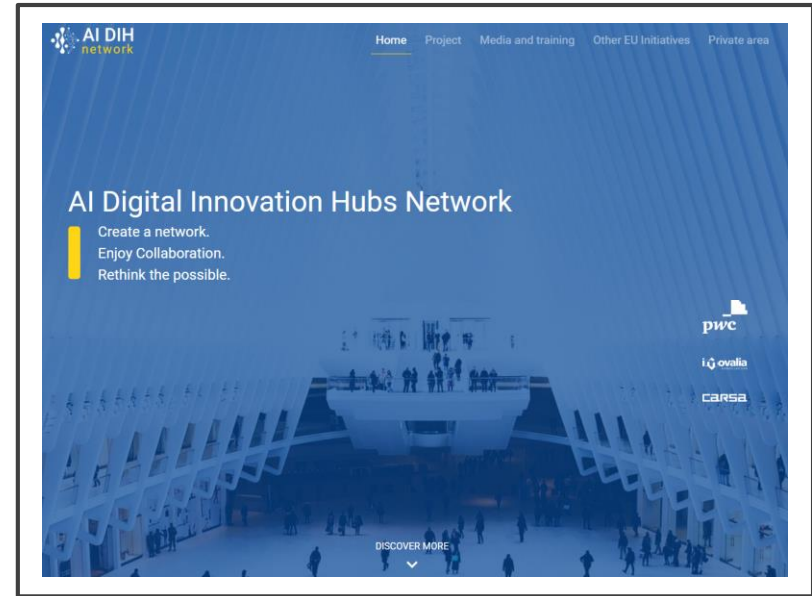 AI DIH
network
Home Project Media and training Other EU Initiatives Private area
AI Digital Innovation Hubs Network
Create a network.
Enjoy Collaboration.
Rethink the possible.
pwc
ovalia
carsa
DISCOVER MORE